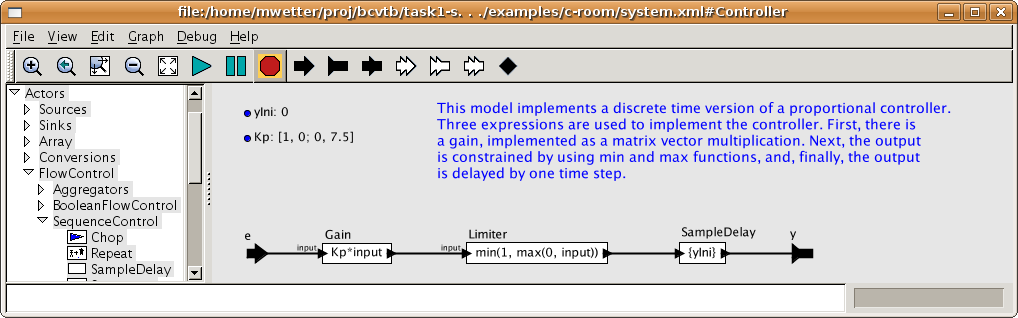 file:/home/mwetter/proj/bcvtb/task1-s. . ./examples/c-room/system.xml#Controller
File View Edit Graph Debug Help
Actors
Sources
Sinks
Array
Conversions
FlowControl
Aggregators
BooleanFlowControl
SequenceControl
Chop
Repeat
SampleDelay
yIni: 0
Kp: [1, 0; 0, 7.5]
This model implements a discrete time version of a proportional controller.
Three expressions are used to implement the controller. First, there is
a gain, implemented as a matrix vector multiplication. Next, the output
is constrained by using min and max functions, and, finally, the output
is delayed by one time step.
e
Gain
Limiter
SampleDelay
y
input
Kp*input
input
min(1, max(0, input))
{yIni}